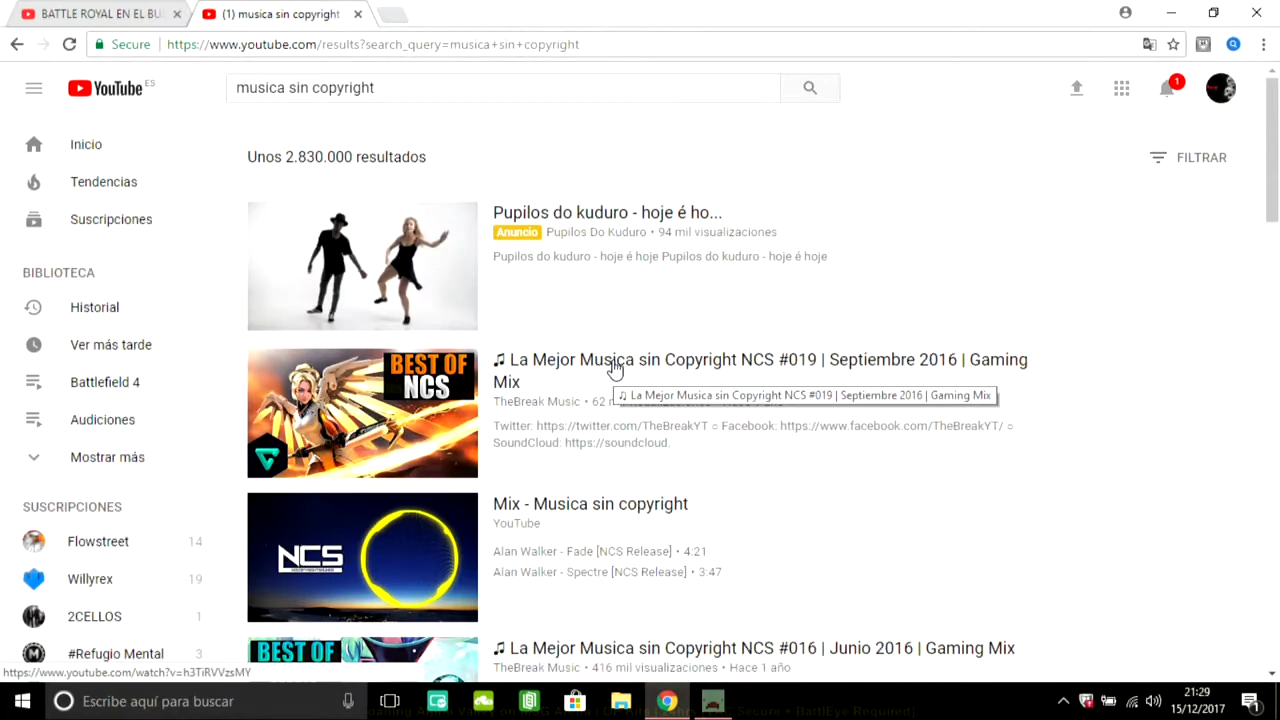 BATTLE ROYAL EN EL BU
(1) musica sin copyright
Secure
https://www.youtube.com/results?search_query=musica+sin+copyright
YouTube ES
musica sin copyright
1
Inicio
Tendencias
Suscripciones
BIBLIOTECA
Historial
Ver más tarde
Battlefield 4
Audiciones
Mostrar más
SUSCRIPCIONES
Flowstreet 14
Willyrex 19
2CELLOS 1
#Refugio Mental 3
Unos 2.830.000 resultados
FILTRAR
Pupilos do kuduro - hoje é ho...
Anuncio Pupilos Do Kuduro • 94 mil visualizaciones
Pupilos do kuduro - hoje é hoje Pupilos do kuduro - hoje é hoje
BEST OF
NCS
♫ La Mejor Musica sin Copyright NCS #019 | Septiembre 2016 | Gaming
Mix
♫ La Mejor Musica sin Copyright NCS #019 | Septiembre 2016 | Gaming Mix
TheBreak Music • 62
Twitter: https://twitter.com/TheBreakYT ○ Facebook: https://www.facebook.com/TheBreakYT/ ○
SoundCloud: https://soundcloud.
NCS
Mix - Musica sin copyright
YouTube
Alan Walker - Fade [NCS Release] • 4:21
Alan Walker - Spectre [NCS Release] • 3:47
BEST OF
♫ La Mejor Musica sin Copyright NCS #016 | Junio 2016 | Gaming Mix
TheBreak Music • 416 mil visualizaciones • Hace 1 año
https://www.youtube.com/watch?v=h3TiRVVzsMY
Escribe aquí para buscar
21:29
15/12/2017
1